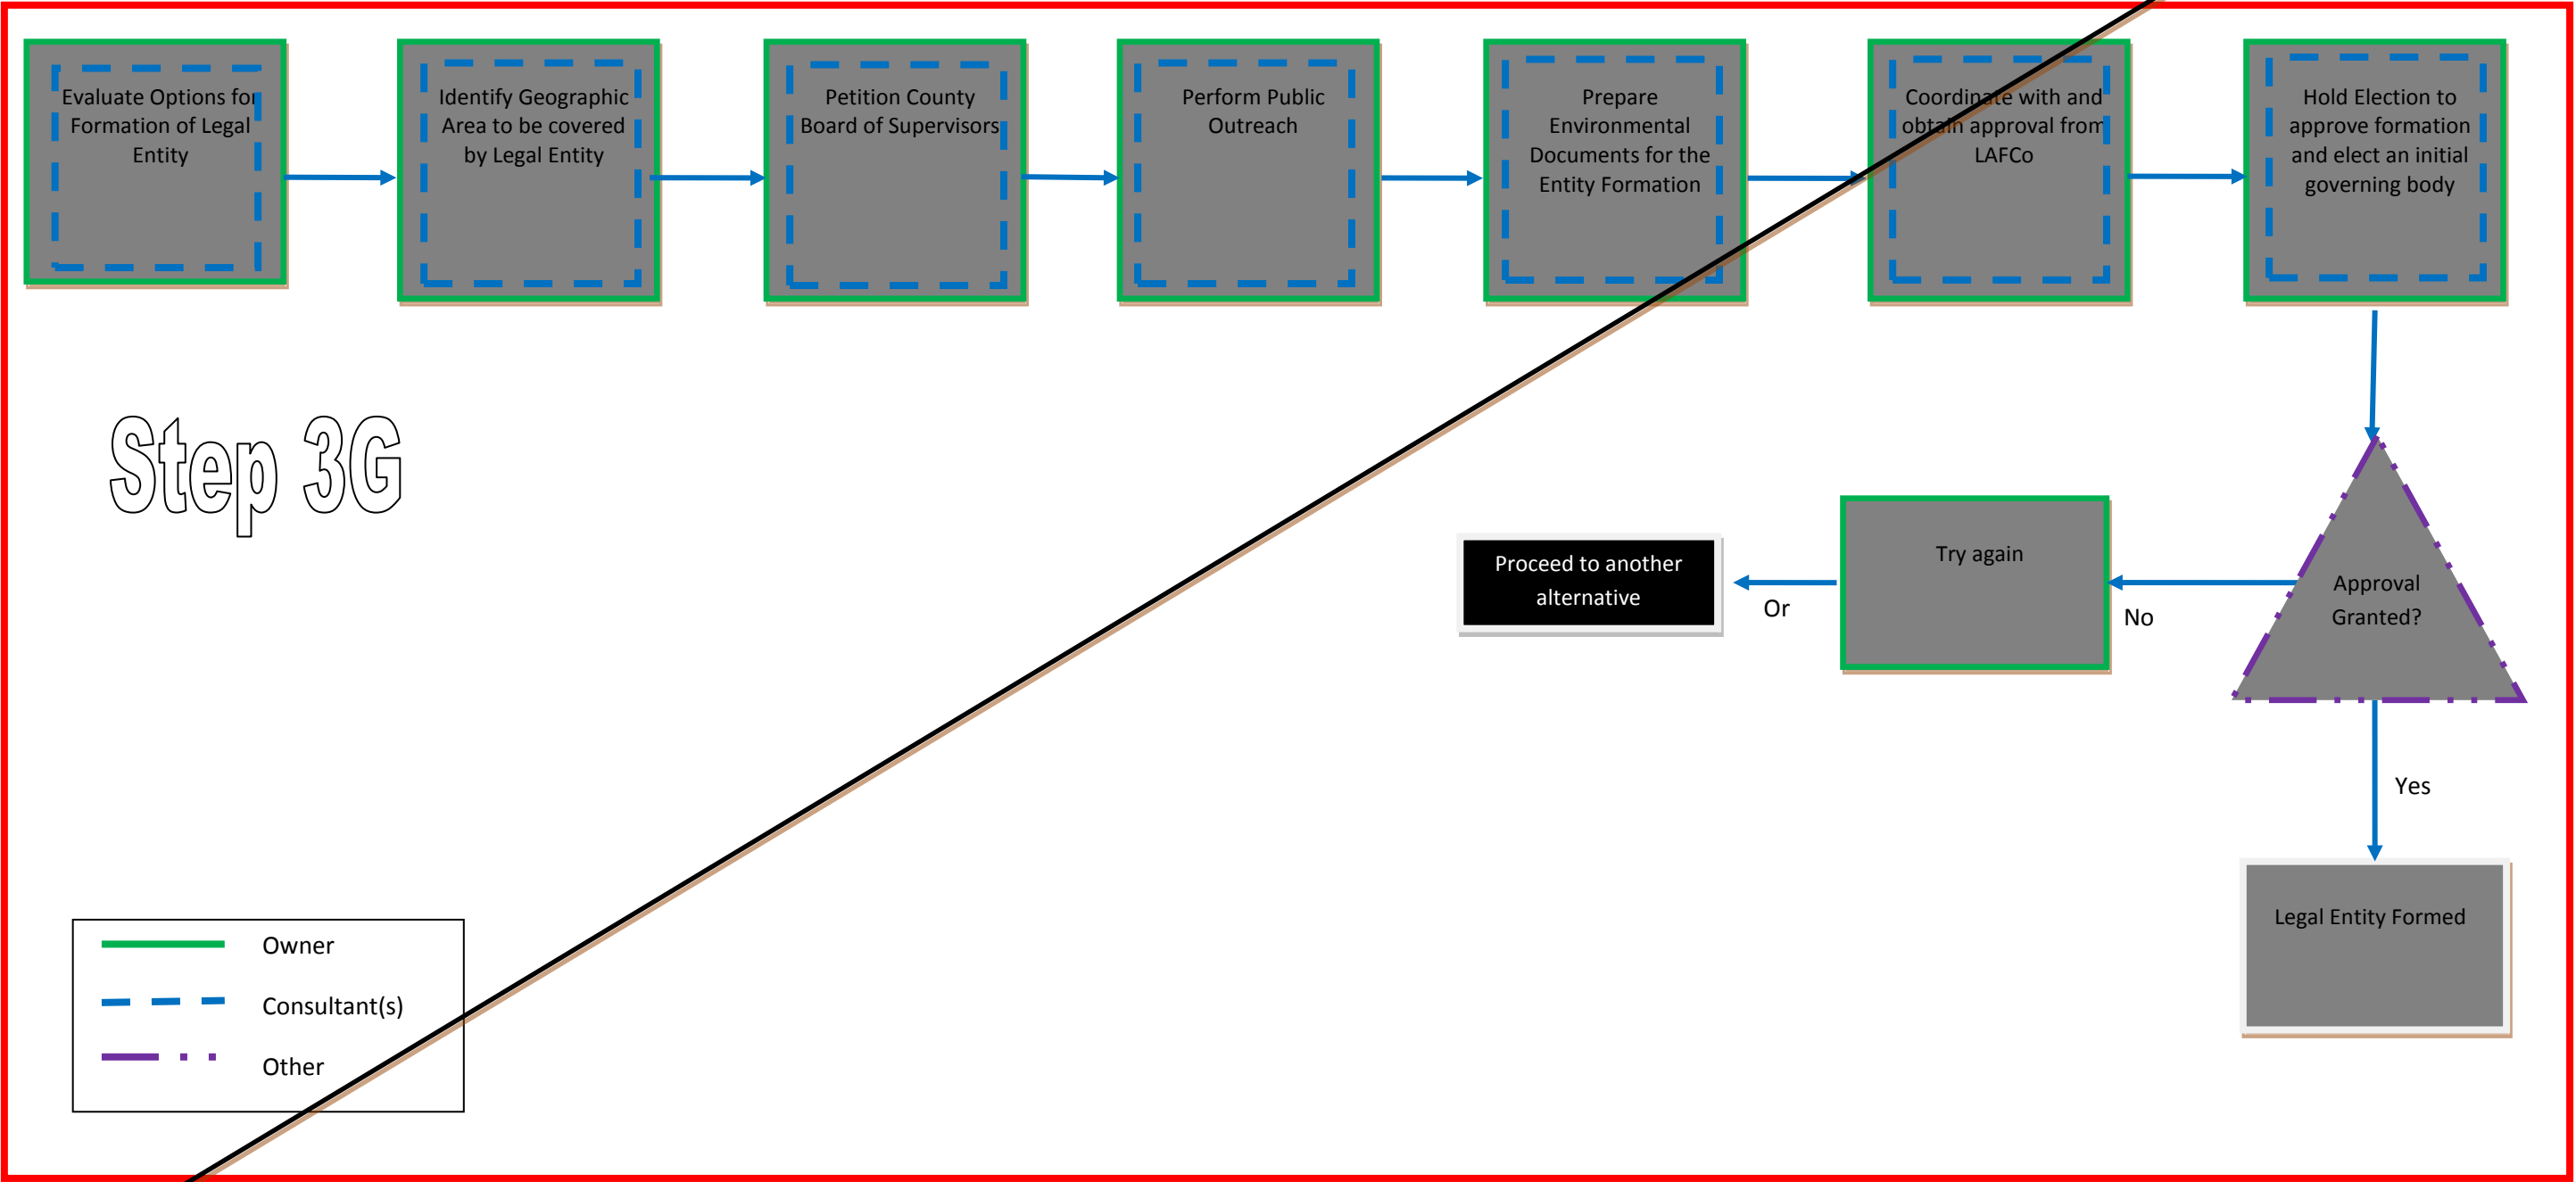 Evaluate Options for
Formation of Legal
Entity
Identify Geographic
Area to be covered
by Legal Entity
Petition County
Board of Supervisors
Perform Public
Outreach
Prepare
Environmental
Documents for the
Entity Formation
Coordinate with and
obtain approval from
LAFCo
Hold Election to
approve formation
and elect an initial
governing body
Step 3G
Proceed to another
alternative
Or
Try again
No
Approval
Granted?
Yes
Legal Entity Formed
Owner
Consultant(s)
Other